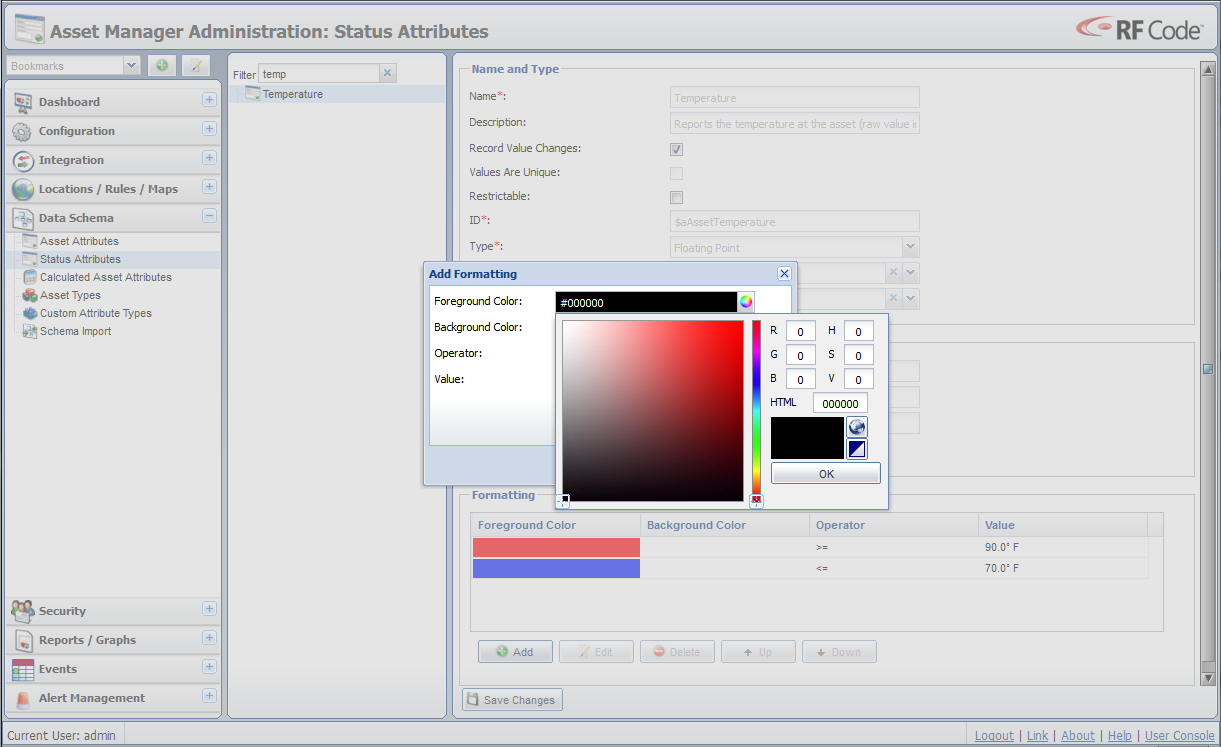 Asset Manager Administration: Status Attributes
RF Code
Bookmarks
Dashboard
Configuration
Integration
Locations / Rules / Maps
Data Schema
Asset Attributes
Status Attributes
Calculated Asset Attributes
Asset Types
Custom Attribute Types
Schema Import
Security
Reports / Graphs
Events
Alert Management
Filter temp
Temperature
Name and Type
Name*: Temperature
Description: Reports the temperature at the asset (raw value i
Record Value Changes:
Values Are Unique:
Restrictable:
ID*: $aAssetTemperature
Type*: Floating Point
Add Formatting
Foreground Color: #000000
Background Color:
Operator:
Value:
R 0 H 0
G 0 S 0
B 0 V 0
HTML 000000
OK
Formatting
Foreground Color Background Color Operator Value
>= 90.0° F
<= 70.0° F
Add Edit Delete Up Down
Save Changes
Current User: admin
Logout | Link | About | Help | User Console